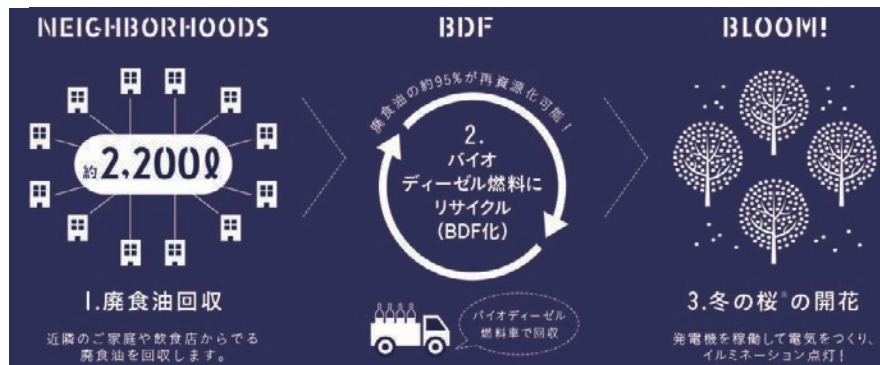 NEIGHBORHOODS
約2,200ℓ
1.廃食油回収
近隣のご家庭や飲食店からでる
廃食油を回収します。
BDF
廃食油の約95%が再資源化可能!
2.
バイオ
ディーゼル燃料に
リサイクル
(BDF化)
バイオディーゼル
燃料車で回収
BLOOM!
3.冬の桜※の開花
発電機を稼働して電気をつくり、
イルミネーション点灯!